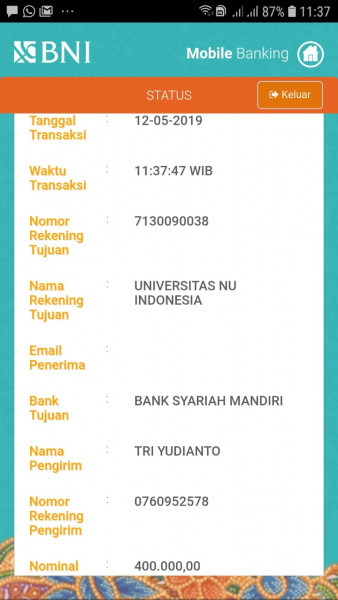 87% 11:37
BNI
Mobile Banking
STATUS
Keluar
Tanggal Transaksi : 12-05-2019
Waktu Transaksi : 11:37:47 WIB
Nomor Rekening Tujuan : 7130090038
Nama Rekening Tujuan : UNIVERSITAS NU INDONESIA
Email Penerima :
Bank Tujuan : BANK SYARIAH MANDIRI
Nama Pengirim : TRI YUDIANTO
Nomor Rekening Pengirim : 0760952578
Nominal : 400.000,00